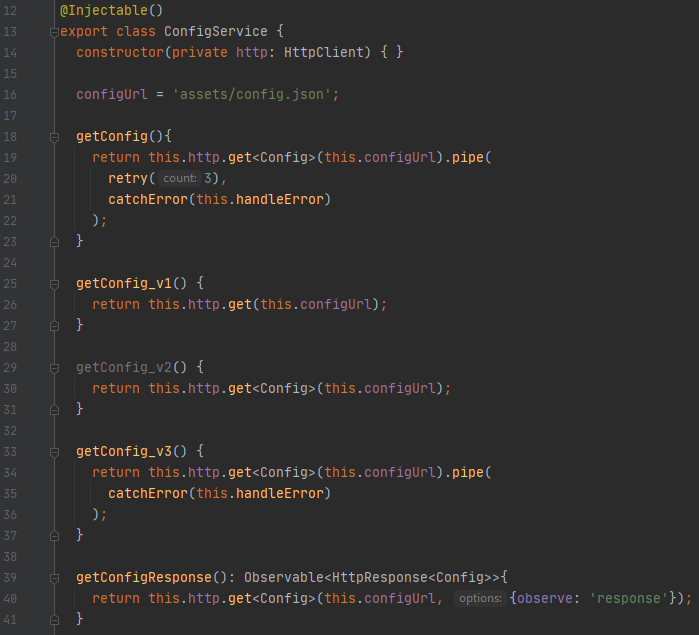 12 @Injectable()
13 export class ConfigService {
14 constructor(private http: HttpClient) { }
15
16 configUrl = 'assets/config.json';
17
18 getConfig(){
19 return this.http.get<Config>(this.configUrl).pipe(
20 retry( count: 3),
21 catchError(this.handleError)
22 );
23 }
24
25 getConfig_v1() {
26 return this.http.get(this.configUrl);
27 }
28
29 getConfig_v2() {
30 return this.http.get<Config>(this.configUrl);
31 }
32
33 getConfig_v3() {
34 return this.http.get<Config>(this.configUrl).pipe(
35 catchError(this.handleError)
36 );
37 }
38
39 getConfigResponse(): Observable<HttpResponse<Config>>{
40 return this.http.get<Config>(this.configUrl, options: {observe: 'response'});
41 }